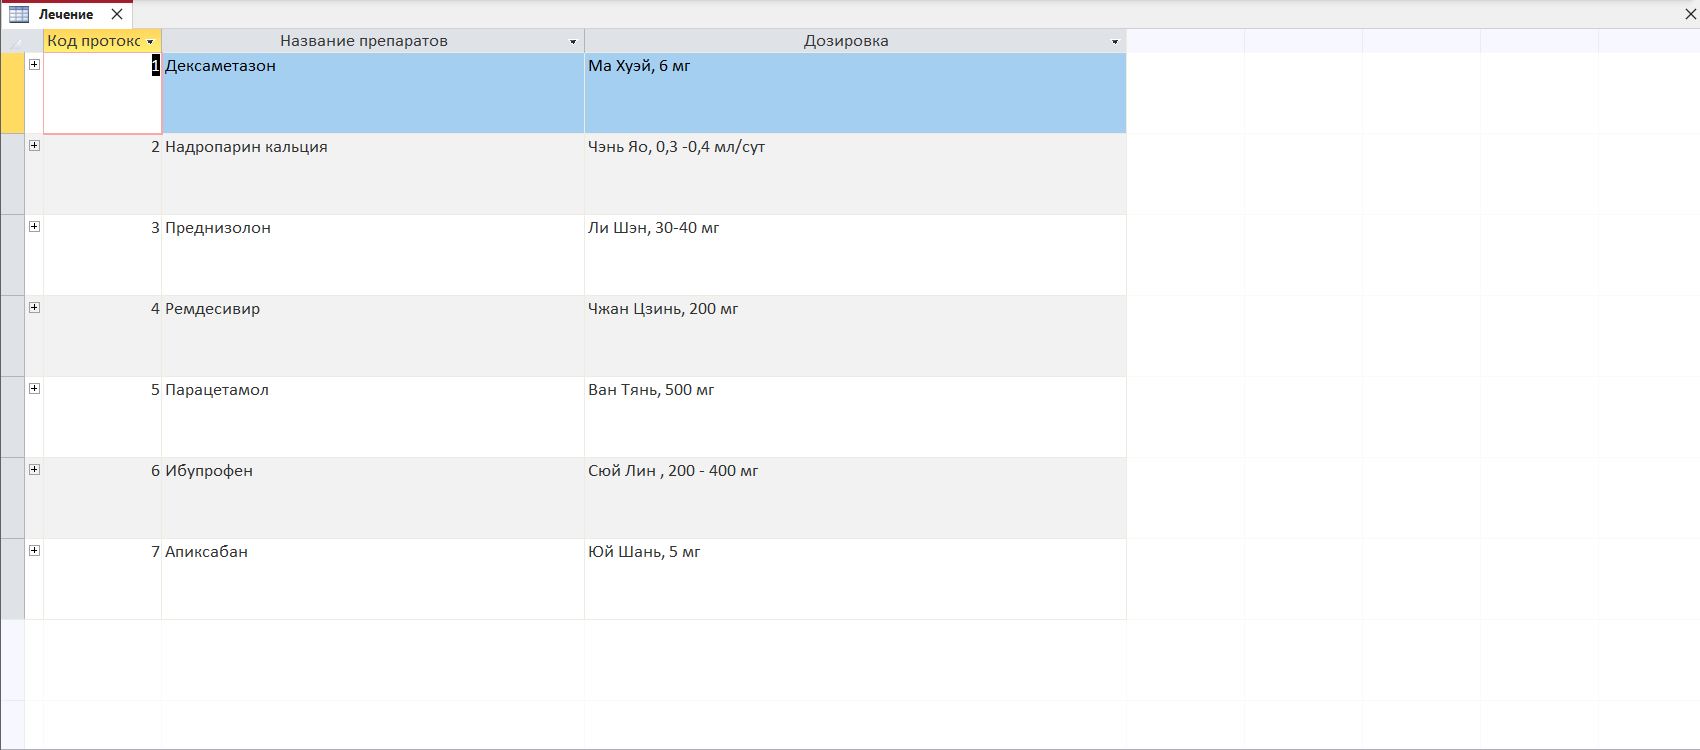 Лечение
Код протокс Название препаратов Дозировка
1 Дексаметазон Ма Хуэй, 6 мг
2 Надропарин кальция Чэнь Яо, 0,3 -0,4 мл/сут
3 Преднизолон Ли Шэн, 30-40 мг
4 Ремдесивир Чжан Цзинь, 200 мг
5 Парацетамол Ван Тянь, 500 мг
6 Ибупрофен Сюй Лин , 200 - 400 мг
7 Апиксабан Юй Шань, 5 мг